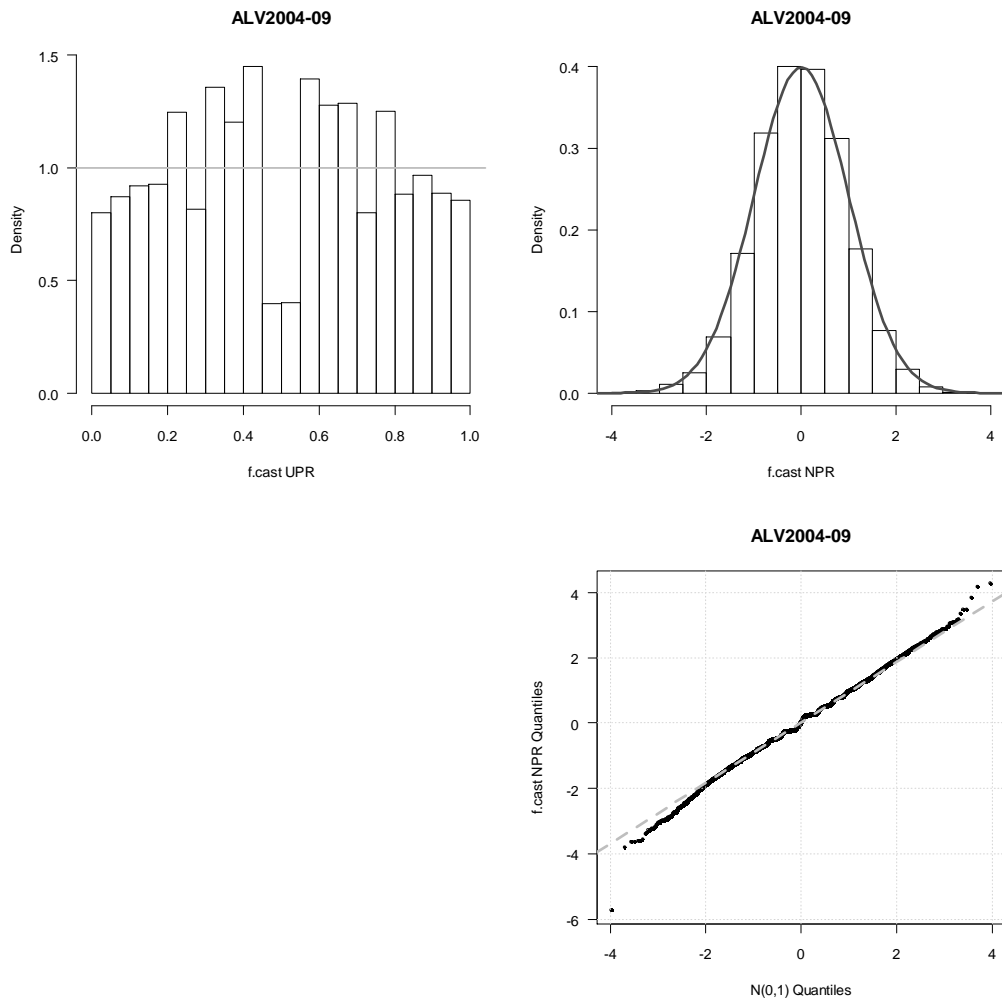 ALV2004-09
Density
1.5
1.0
0.5
0.0
0.0 0.2 0.4 0.6 0.8 1.0
f.cast UPR
ALV2004-09
Density
0.4
0.3
0.2
0.1
0.0
-4 -2 0 2 4
f.cast NPR
ALV2004-09
f.cast NPR Quantiles
4
2
0
-2
-4
-6
-4 -2 0 2 4
N(0,1) Quantiles